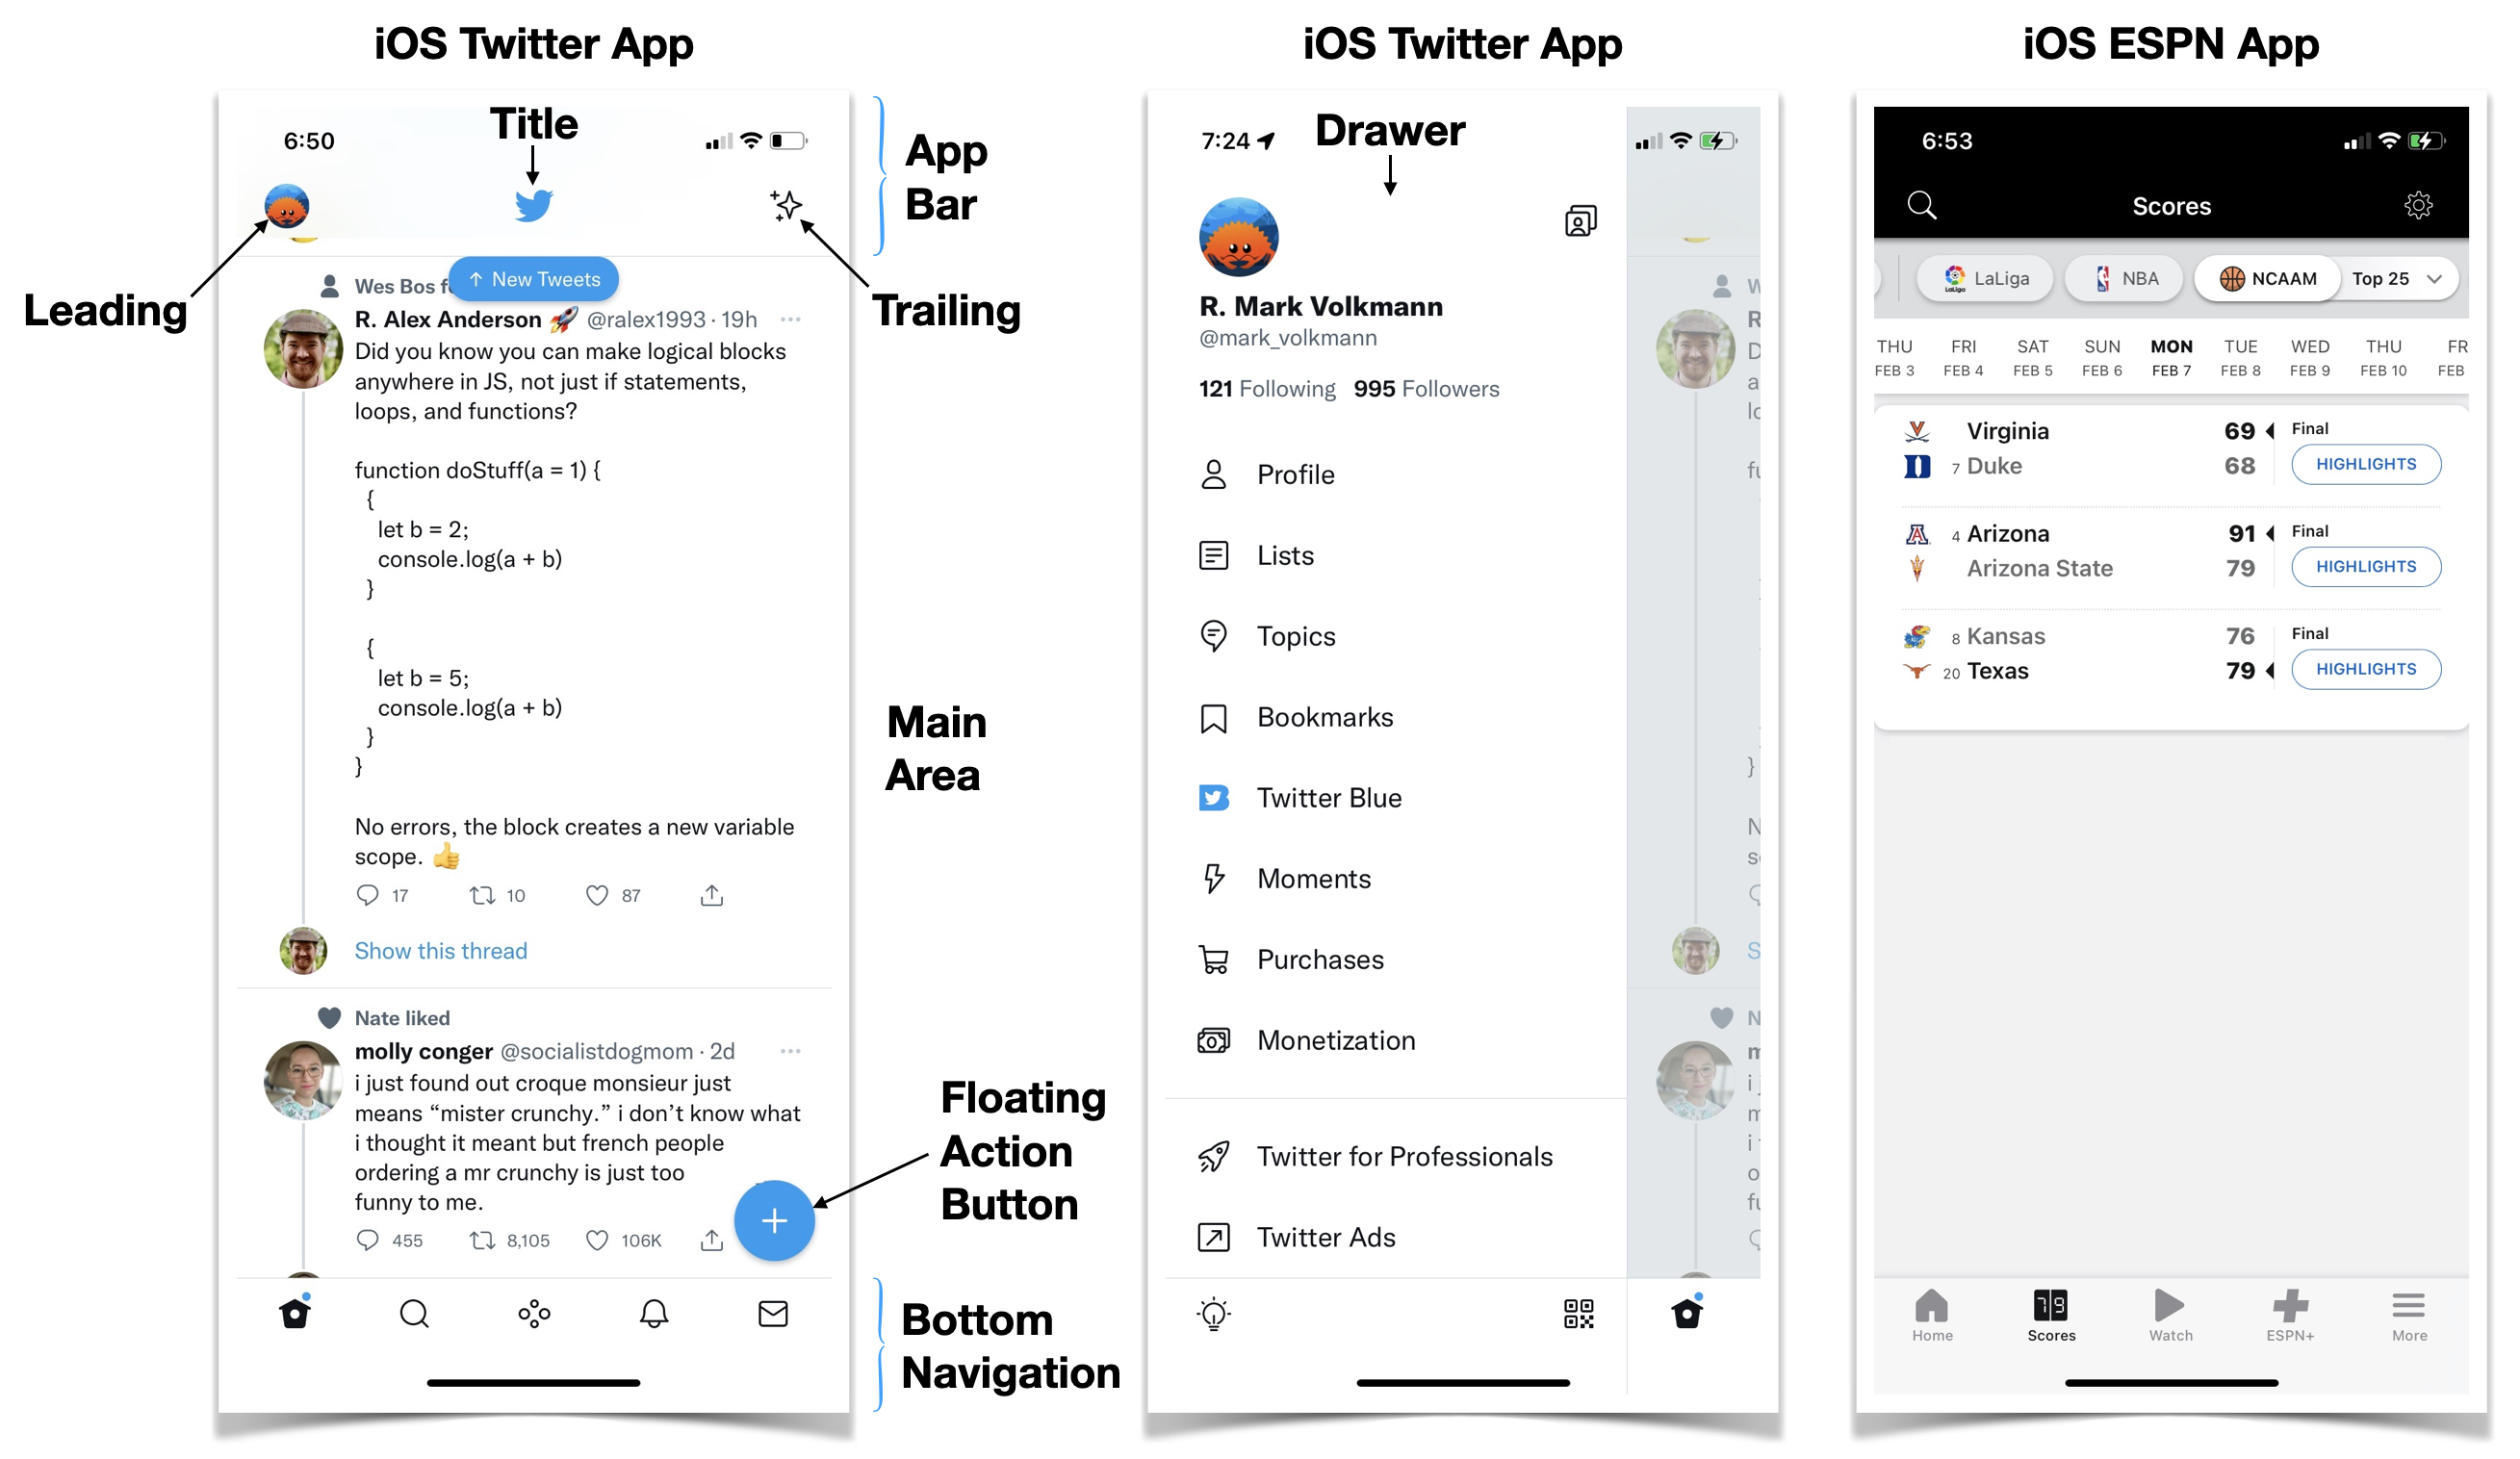 iOS Twitter App
Title
6:50
App
Bar
Leading
Trailing
Wes Bos f
↑ New Tweets
R. Alex Anderson 🚀 @ralex1993 · 19h ···
Did you know you can make logical blocks
anywhere in JS, not just if statements,
loops, and functions?
function doStuff(a = 1) {
{
let b = 2;
console.log(a + b)
}
{
let b = 5;
console.log(a + b)
}
}
No errors, the block creates a new variable
scope. 👍
17 10 87
Show this thread
Main
Area
Nate liked
molly conger @socialistdogmom · 2d ···
i just found out croque monsieur just
means “mister crunchy.” i don’t know what
i thought it meant but french people
ordering a mr crunchy is just too
funny to me.
455 8,105 106K
Floating
Action
Button
Bottom
Navigation
iOS Twitter App
7:24
Drawer
R. Mark Volkmann
@mark_volkmann
121 Following 995 Followers
Profile
Lists
Topics
Bookmarks
Twitter Blue
Moments
Purchases
Monetization
Twitter for Professionals
Twitter Ads
iOS ESPN App
6:53
Scores
LaLiga NBA NCAAM Top 25
THU FRI SAT SUN MON TUE WED THU FR
FEB 3 FEB 4 FEB 5 FEB 6 FEB 7 FEB 8 FEB 9 FEB 10 FEB
Virginia 69 Final
7 Duke 68 HIGHLIGHTS
4 Arizona 91 Final
Arizona State 79 HIGHLIGHTS
8 Kansas 76 Final
20 Texas 79 HIGHLIGHTS
Home Scores Watch ESPN+ More